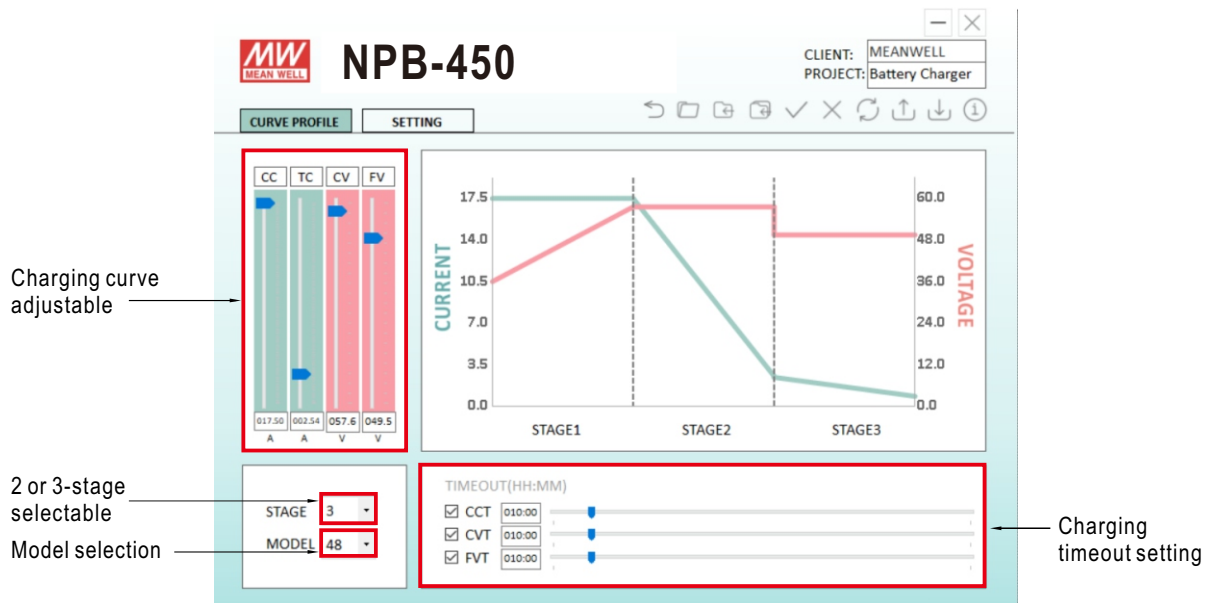 MW
MEAN WELL
NPB-450
CLIENT: MEANWELL
PROJECT: Battery Charger
CURVE PROFILE
SETTING
CC TC CV FV
017.50 002.54 057.6 049.5
A A V V
CURRENT
17.5
14.0
10.5
7.0
3.5
0.0
60.0
48.0
36.0
24.0
12.0
0.0
VOLTAGE
STAGE1 STAGE2 STAGE3
Charging curve
adjustable
2 or 3-stage
selectable
Model selection
STAGE 3
MODEL 48
TIMEOUT(HH:MM)
CCT 010:00
CVT 010:00
FVT 010:00
Charging
timeout setting